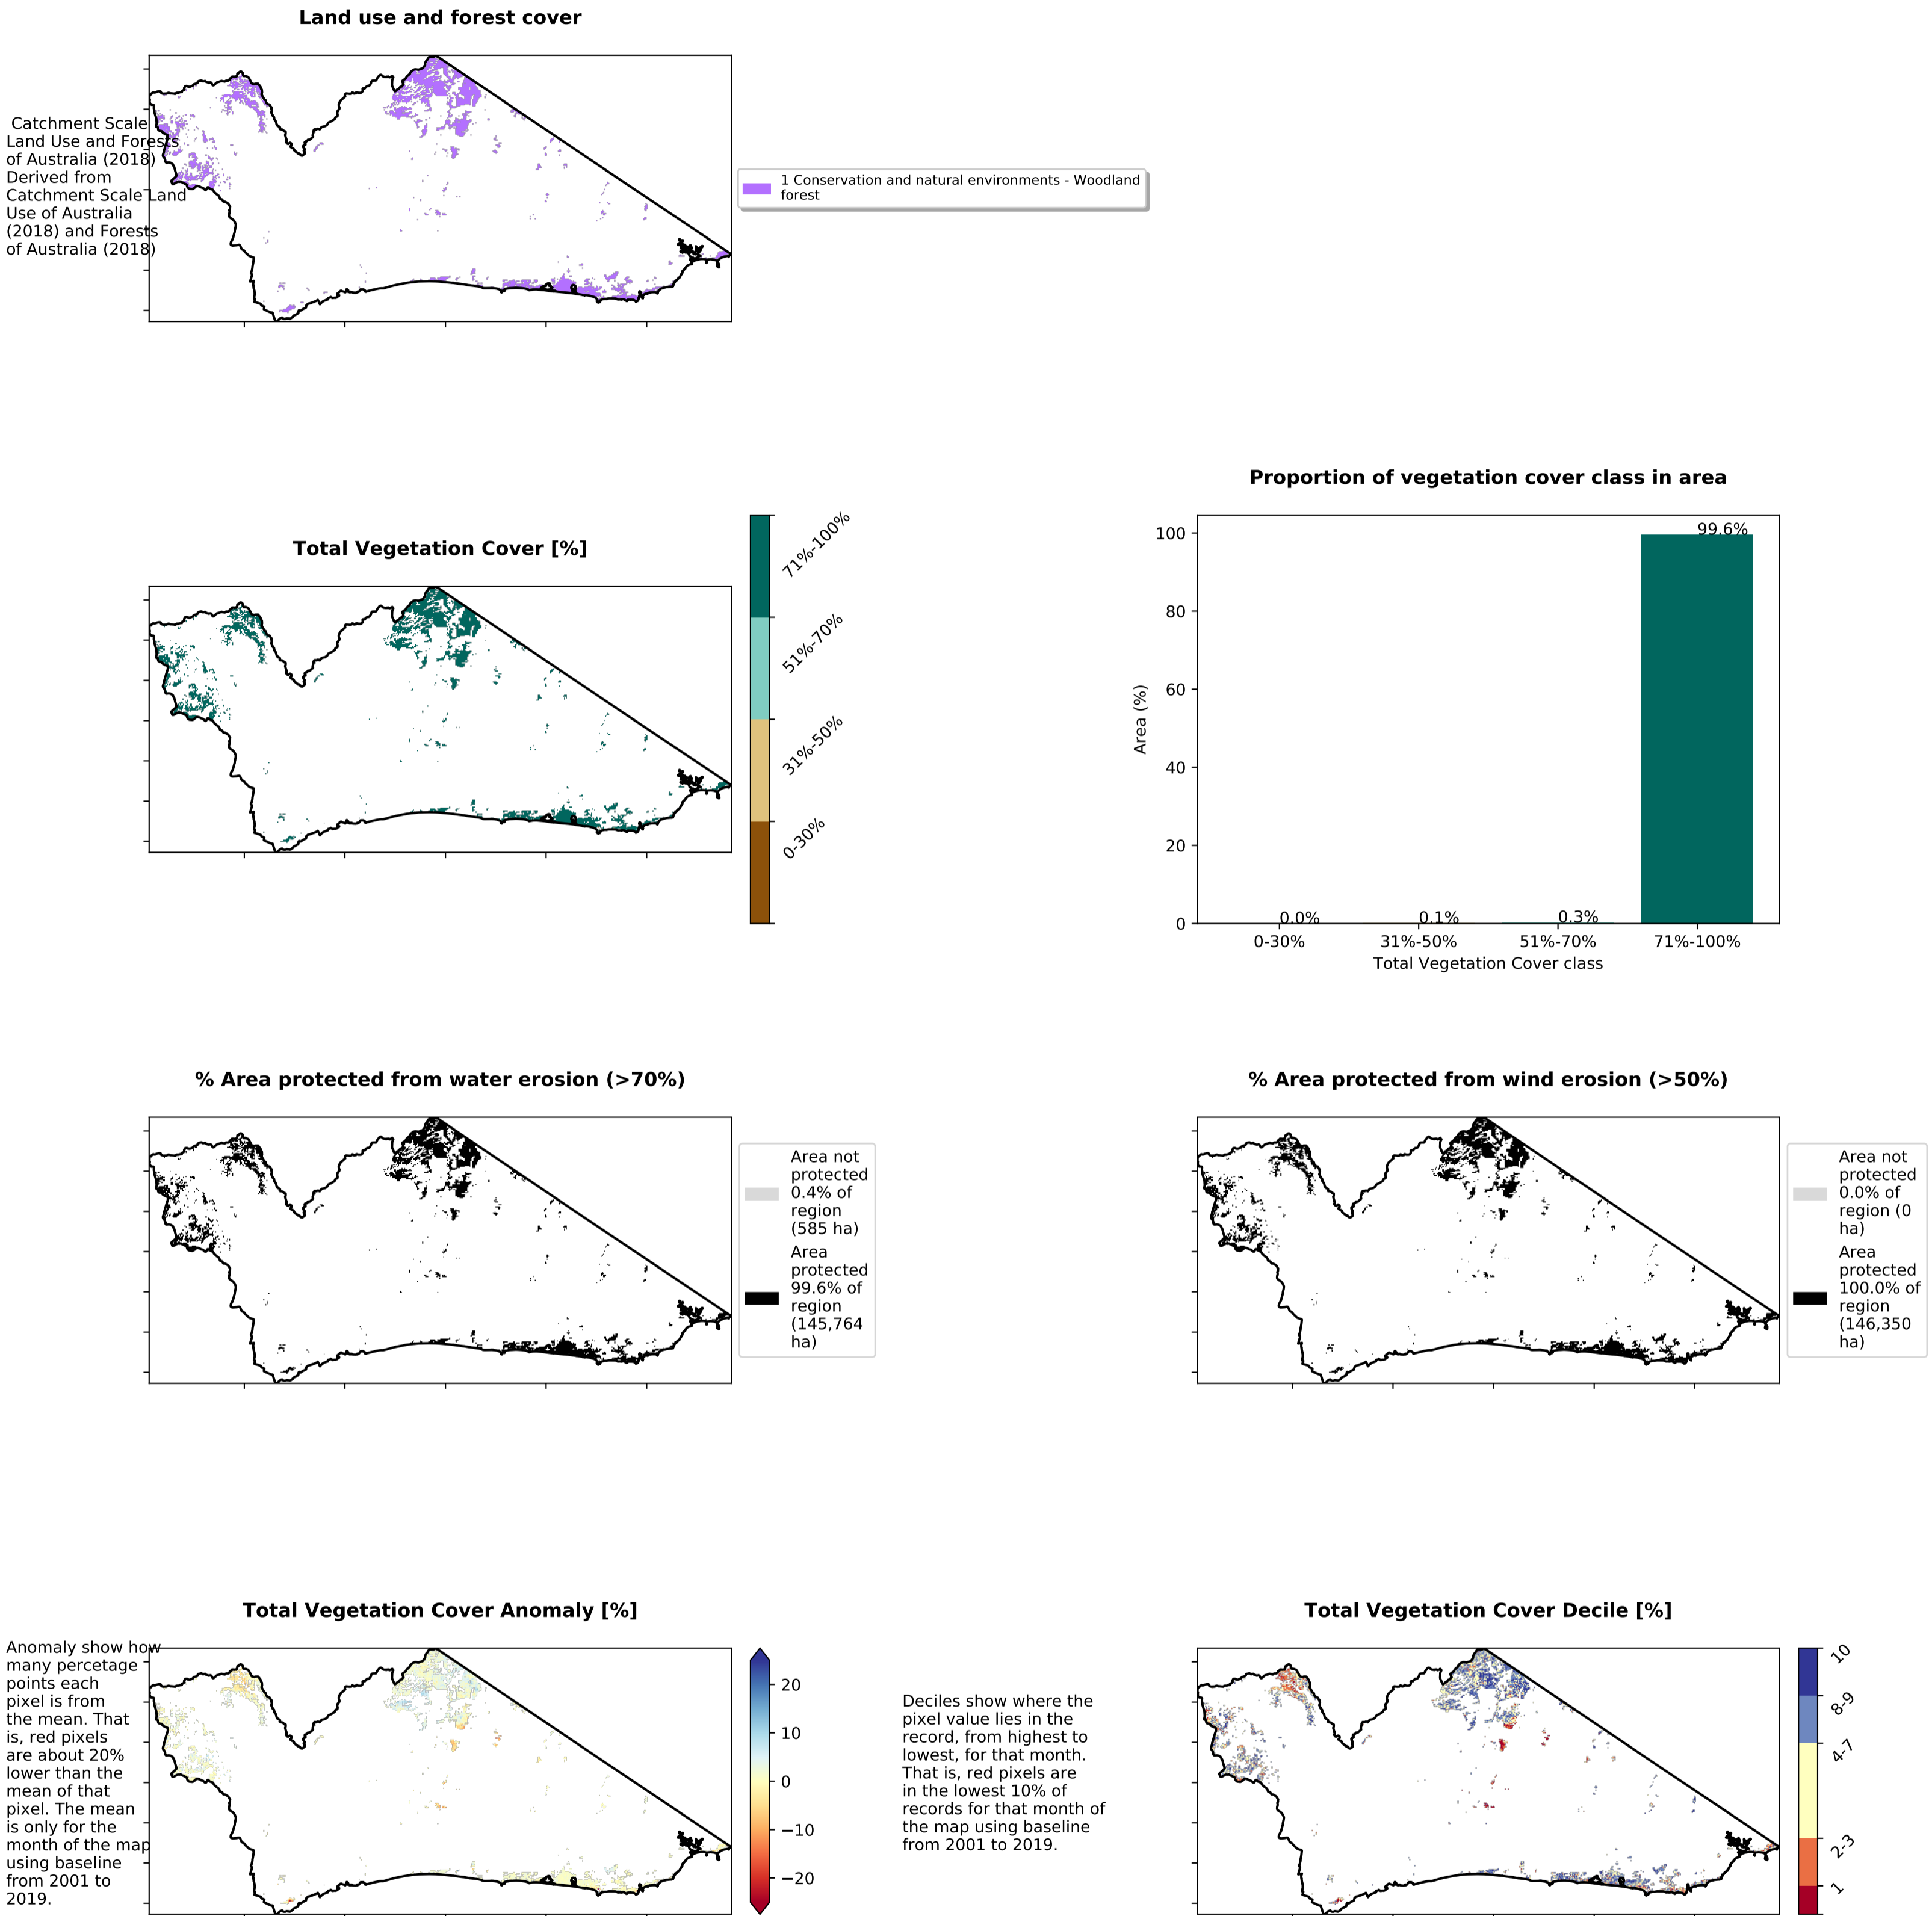 Land use and forest cover
Catchment Scale
Land Use and Forests
of Australia (2018)
Derived from
Catchment Scale Land
Use of Australia
(2018) and Forests
of Australia (2018)
1 Conservation and natural environments - Woodland
forest
Total Vegetation Cover [%]
71%-100%
51%-70%
31%-50%
0-30%
Proportion of vegetation cover class in area
Area (%)
100
80
60
40
20
0
0.0%
0.1%
0.3%
99.6%
0-30%
31%-50%
51%-70%
71%-100%
Total Vegetation Cover class
% Area protected from water erosion (>70%)
Area not
protected
0.4% of
region
(585 ha)
Area
protected
99.6% of
region
(145,764
ha)
% Area protected from wind erosion (>50%)
Area not
protected
0.0% of
region (0
ha)
Area
protected
100.0% of
region
(146,350
ha)
Total Vegetation Cover Anomaly [%]
Anomaly show how
many percetage
points each
pixel is from
the mean. That
is, red pixels
are about 20%
lower than the
mean of that
pixel. The mean
is only for the
month of the map
using baseline
from 2001 to
2019.
20
10
0
−10
−20
Total Vegetation Cover Decile [%]
Deciles show where the
pixel value lies in the
record, from highest to
lowest, for that month.
That is, red pixels are
in the lowest 10% of
records for that month of
the map using baseline
from 2001 to 2019.
10
8-9
4-7
2-3
1